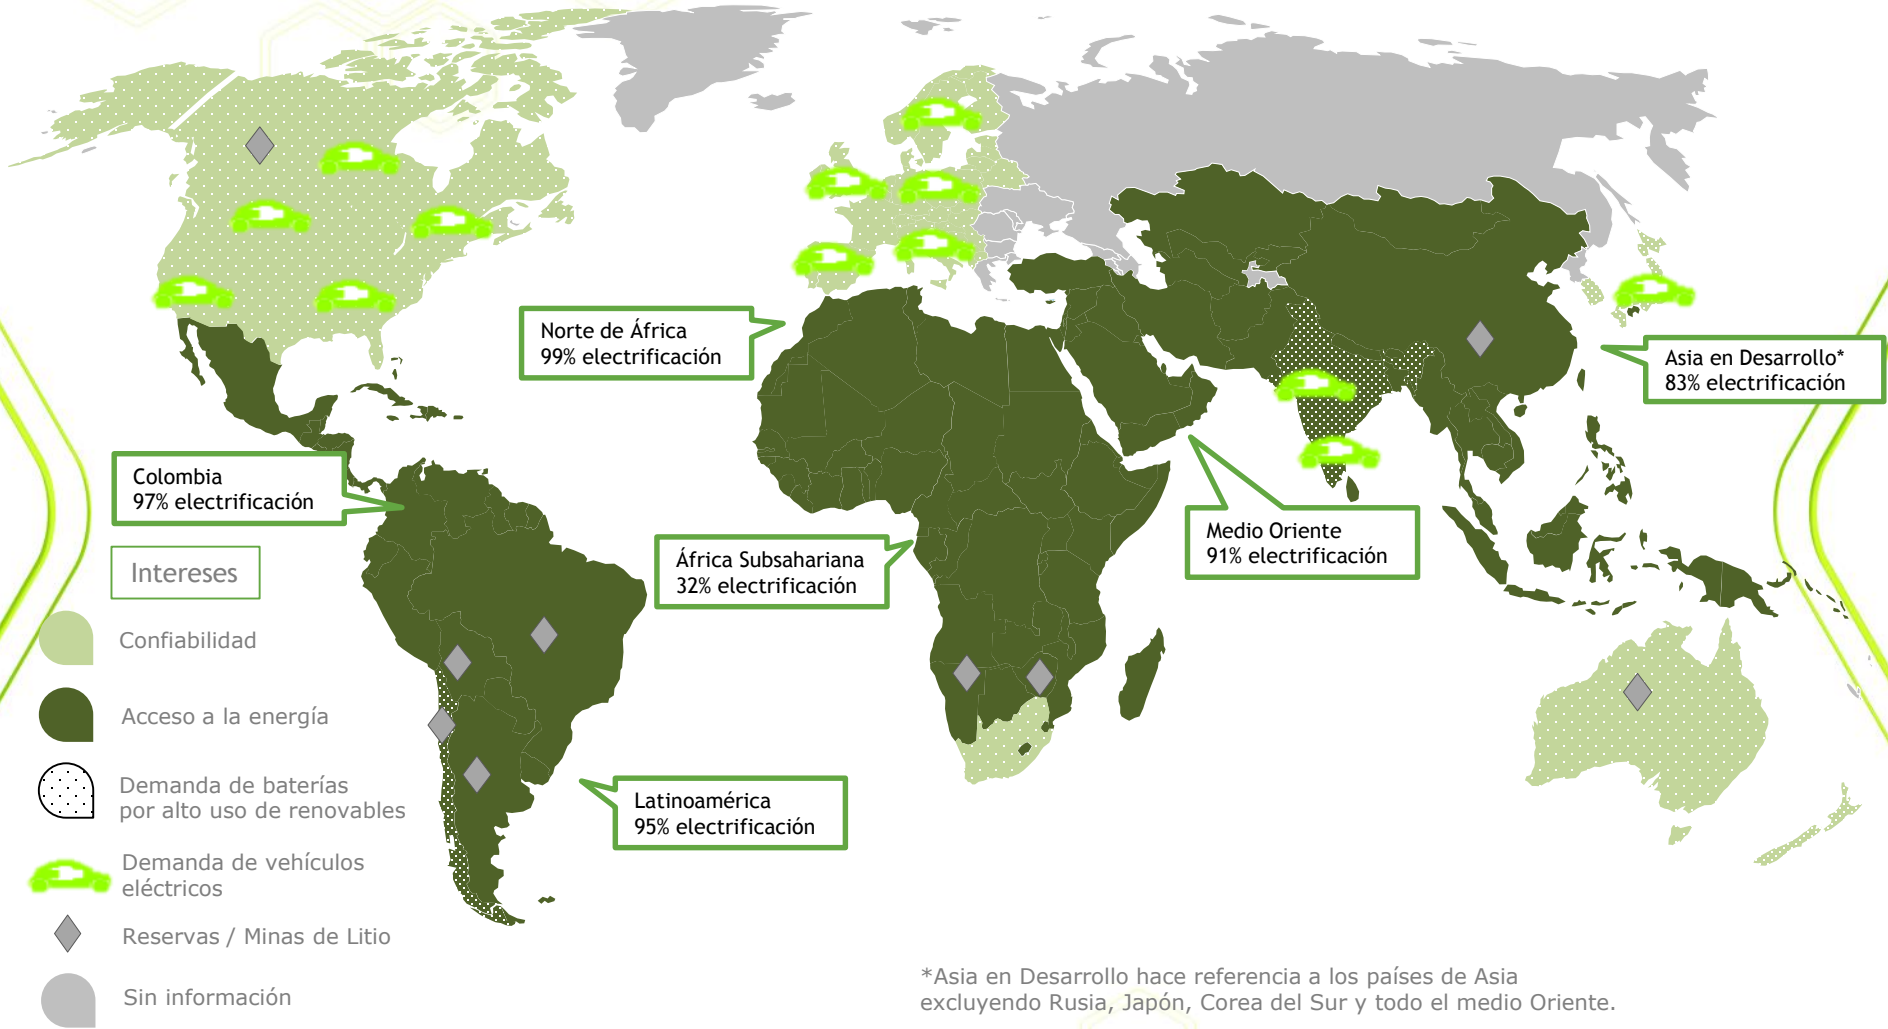 Norte de África
99% electrificación
Asia en Desarrollo*
83% electrificación
Colombia
97% electrificación
África Subsahariana
32% electrificación
Medio Oriente
91% electrificación
Latinoamérica
95% electrificación
Intereses
Confiabilidad
Acceso a la energía
Demanda de baterías
por alto uso de renovables
Demanda de vehículos
eléctricos
Reservas / Minas de Litio
Sin información
*Asia en Desarrollo hace referencia a los países de Asia
excluyendo Rusia, Japón, Corea del Sur y todo el medio Oriente.